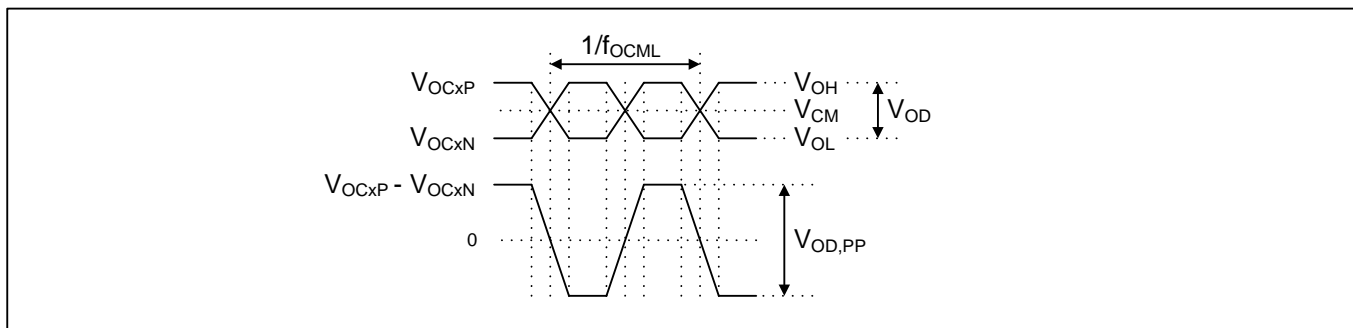 1/fOCML
VOCxP
VOH
VCM
VOD
VOCxN
VOL
VOCxP - VOCxN
0
VOD,PP